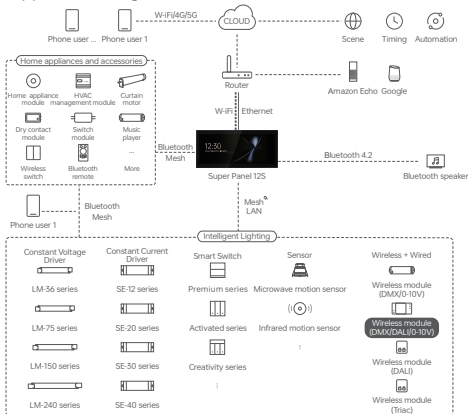 W-iFi/4G/5G
CLOUD
Phone user ... Phone user 1
Scene Timing Automation
Home appliances and accessories
Home appliance module
HVAC management module
Curtain motor
Router
Amazon Echo Google
Dry contact module
Switch module
Music player
W-iFi Ethernet
12:30
Bluetooth Mesh
Bluetooth 4.2
Wireless switch
Bluetooth remote
...
More
Super Panel 12S
Bluetooth speaker
Phone user 1
Bluetooth Mesh
Mesh LAN
Intelligent Lighting
Constant Voltage Driver
Constant Current Driver
Smart Switch
Sensor
Wireless + Wired
LM-36 series
SE-12 series
Premium series
Microwave motion sensor
Wireless module (DMX/0-10V)
LM-75 series
SE-20 series
Activated series
Infrared motion sensor
Wireless module (DMX/DALI/0-10V)
LM-150 series
SE-30 series
Creativity series
Wireless module (DALI)
LM-240 series
SE-40 series
Wireless module (Triac)